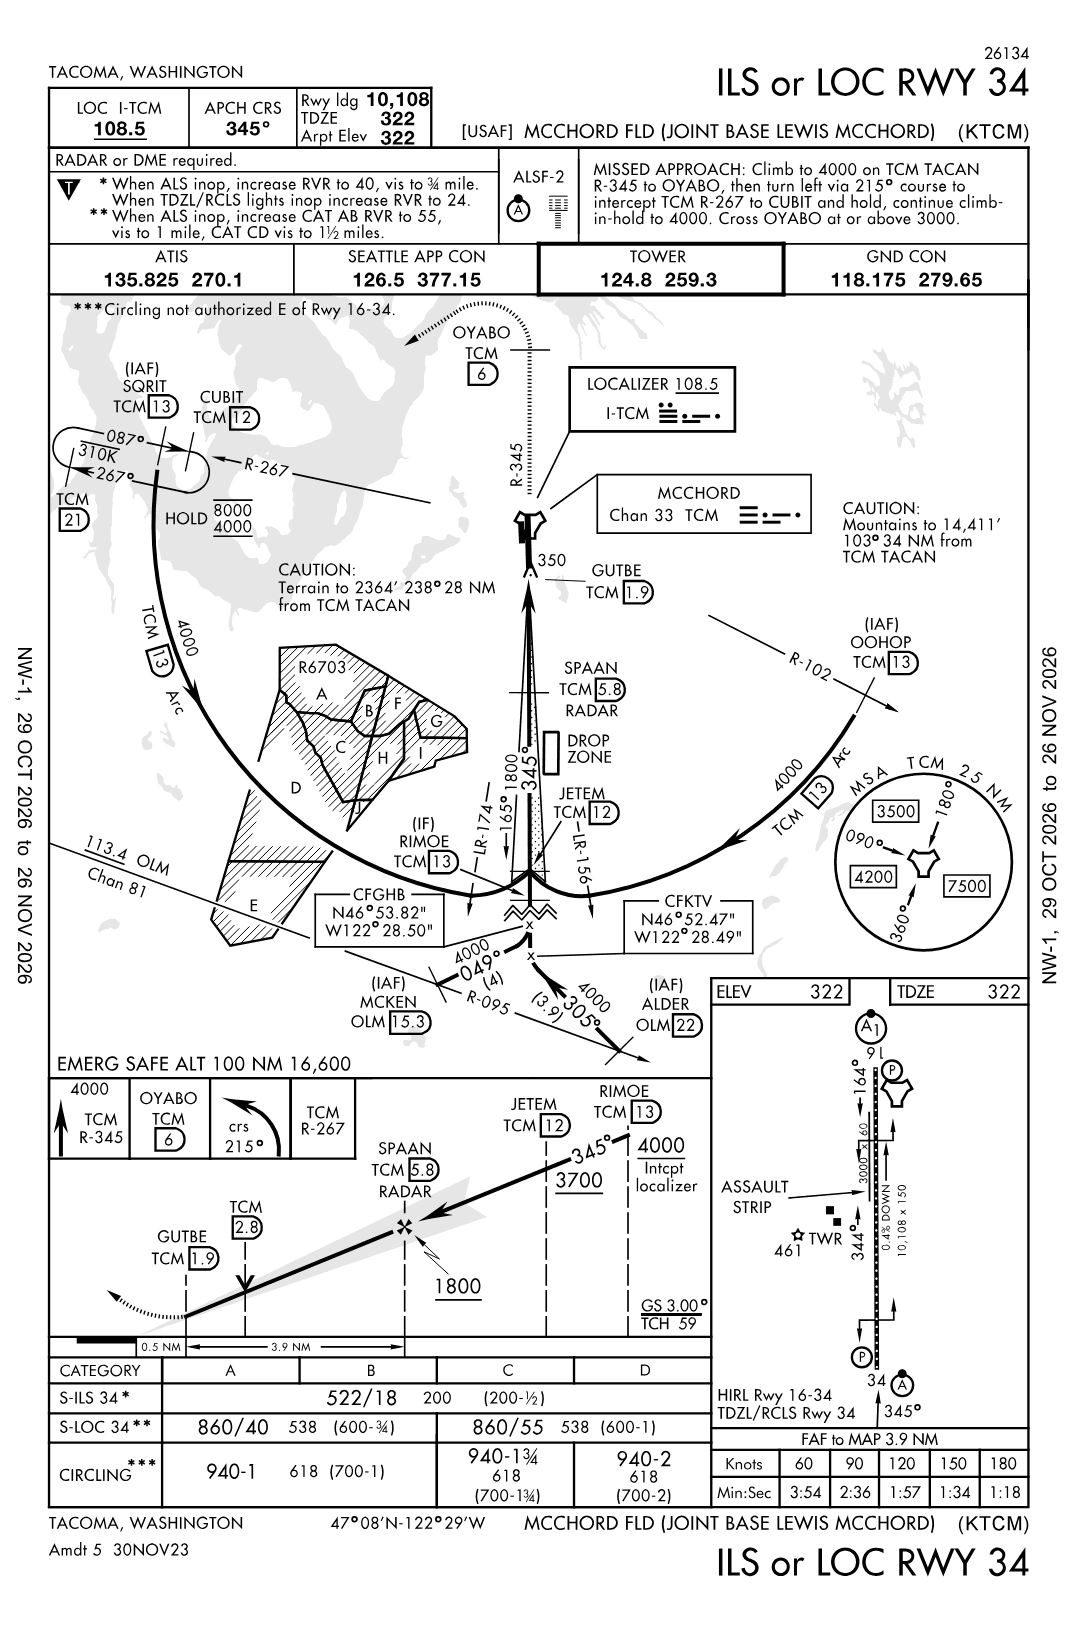 26134
TACOMA, WASHINGTON
ILS or LOC RWY 34
LOC I-TCM
108.5
APCH CRS
345°
Rwy ldg 10,108
TDZE 322
Arpt Elev 322
[USAF] MCCHORD FLD (JOINT BASE LEWIS MCCHORD) (KTCM)
RADAR or DME required.
T
* When ALS inop, increase RVR to 40, vis to ¾ mile.
When TDZL/RCLS lights inop increase RVR to 24.
** When ALS inop, increase CAT AB RVR to 55,
vis to 1 mile, CAT CD vis to 1½ miles.
ALSF-2
A
MISSED APPROACH: Climb to 4000 on TCM TACAN
R-345 to OYABO, then turn left via 215° course to
intercept TCM R-267 to CUBIT and hold, continue climb-
in-hold to 4000. Cross OYABO at or above 3000.
ATIS
135.825 270.1
SEATTLE APP CON
126.5 377.15
TOWER
124.8 259.3
GND CON
118.175 279.65
***Circling not authorized E of Rwy 16-34.
OYABO
TCM
6
LOCALIZER 108.5
I-TCM
(IAF)
SQRIT
TCM 13
CUBIT
TCM 12
087°
310K
267°
TCM
21
R-267
R-345
HOLD 8000
4000
MCCHORD
Chan 33 TCM
CAUTION:
Mountains to 14,411'
103° 34 NM from
TCM TACAN
CAUTION:
Terrain to 2364' 238° 28 NM
from TCM TACAN
350
GUTBE
TCM 1.9
4000
TCM 13 Arc
(IAF)
OOHOP
TCM 13
R-102
R6703
A
B
F
G
C
H
I
D
J
E
SPAAN
TCM 5.8
RADAR
DROP
ZONE
1800
165°
345°
JETEM
TCM 12
LR-174
LR-156
4000
TCM 13 Arc
(IF)
RIMOE
TCM 13
MSA TCM 25 NM
3500
180°
090°
4200
7500
360°
113.4 OLM
Chan 81
CFGHB
N46° 53.82"
W122° 28.50"
CFKTV
N46° 52.47"
W122° 28.49"
x
x
4000
049°
(4)
4000
305°
(3.9)
R-095
(IAF)
MCKEN
OLM 15.3
(IAF)
ALDER
OLM 22
EMERG SAFE ALT 100 NM 16,600
NW-1, 29 OCT 2026 to 26 NOV 2026
NW-1, 29 OCT 2026 to 26 NOV 2026
ELEV 322
TDZE 322
A1
16
P
164°
3000 x 60
ASSAULT
STRIP
0.4% DOWN
10,108 x 150
TWR
461
344°
P
34
A
345°
HIRL Rwy 16-34
TDZL/RCLS Rwy 34
4000
TCM
R-345
OYABO
TCM
6
crs
215°
TCM
R-267
GUTBE
TCM 1.9
TCM
2.8
SPAAN
TCM 5.8
RADAR
JETEM
TCM 12
RIMOE
TCM 13
345°
4000
Intcpt
localizer
3700
1800
GS 3.00°
TCH 59
0.5 NM
3.9 NM
CATEGORY A B C D
S-ILS 34* 522/18 200 (200-½)
S-LOC 34** 860/40 538 (600-¾) 860/55 538 (600-1)
CIRCLING*** 940-1 618 (700-1) 940-1¾ 618 (700-1¾) 940-2 618 (700-2)
FAF to MAP 3.9 NM
Knots 60 90 120 150 180
Min:Sec 3:54 2:36 1:57 1:34 1:18
TACOMA, WASHINGTON
47°08'N-122°29'W
MCCHORD FLD (JOINT BASE LEWIS MCCHORD) (KTCM)
Amdt 5 30NOV23
ILS or LOC RWY 34